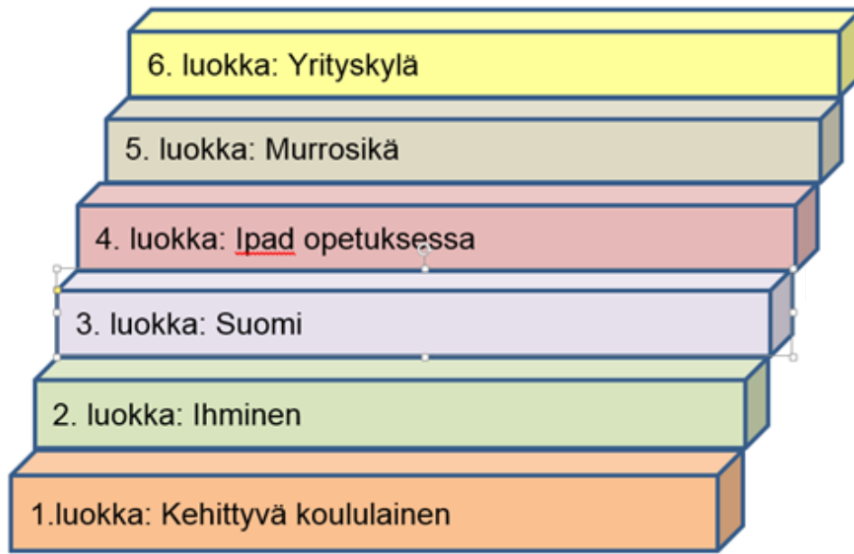 6. luokka: Yrityskylä
5. luokka: Murrosikä
4. luokka: Ipad opetuksessa
3. luokka: Suomi
2. luokka: Ihminen
1.luokka: Kehittyvä koululainen